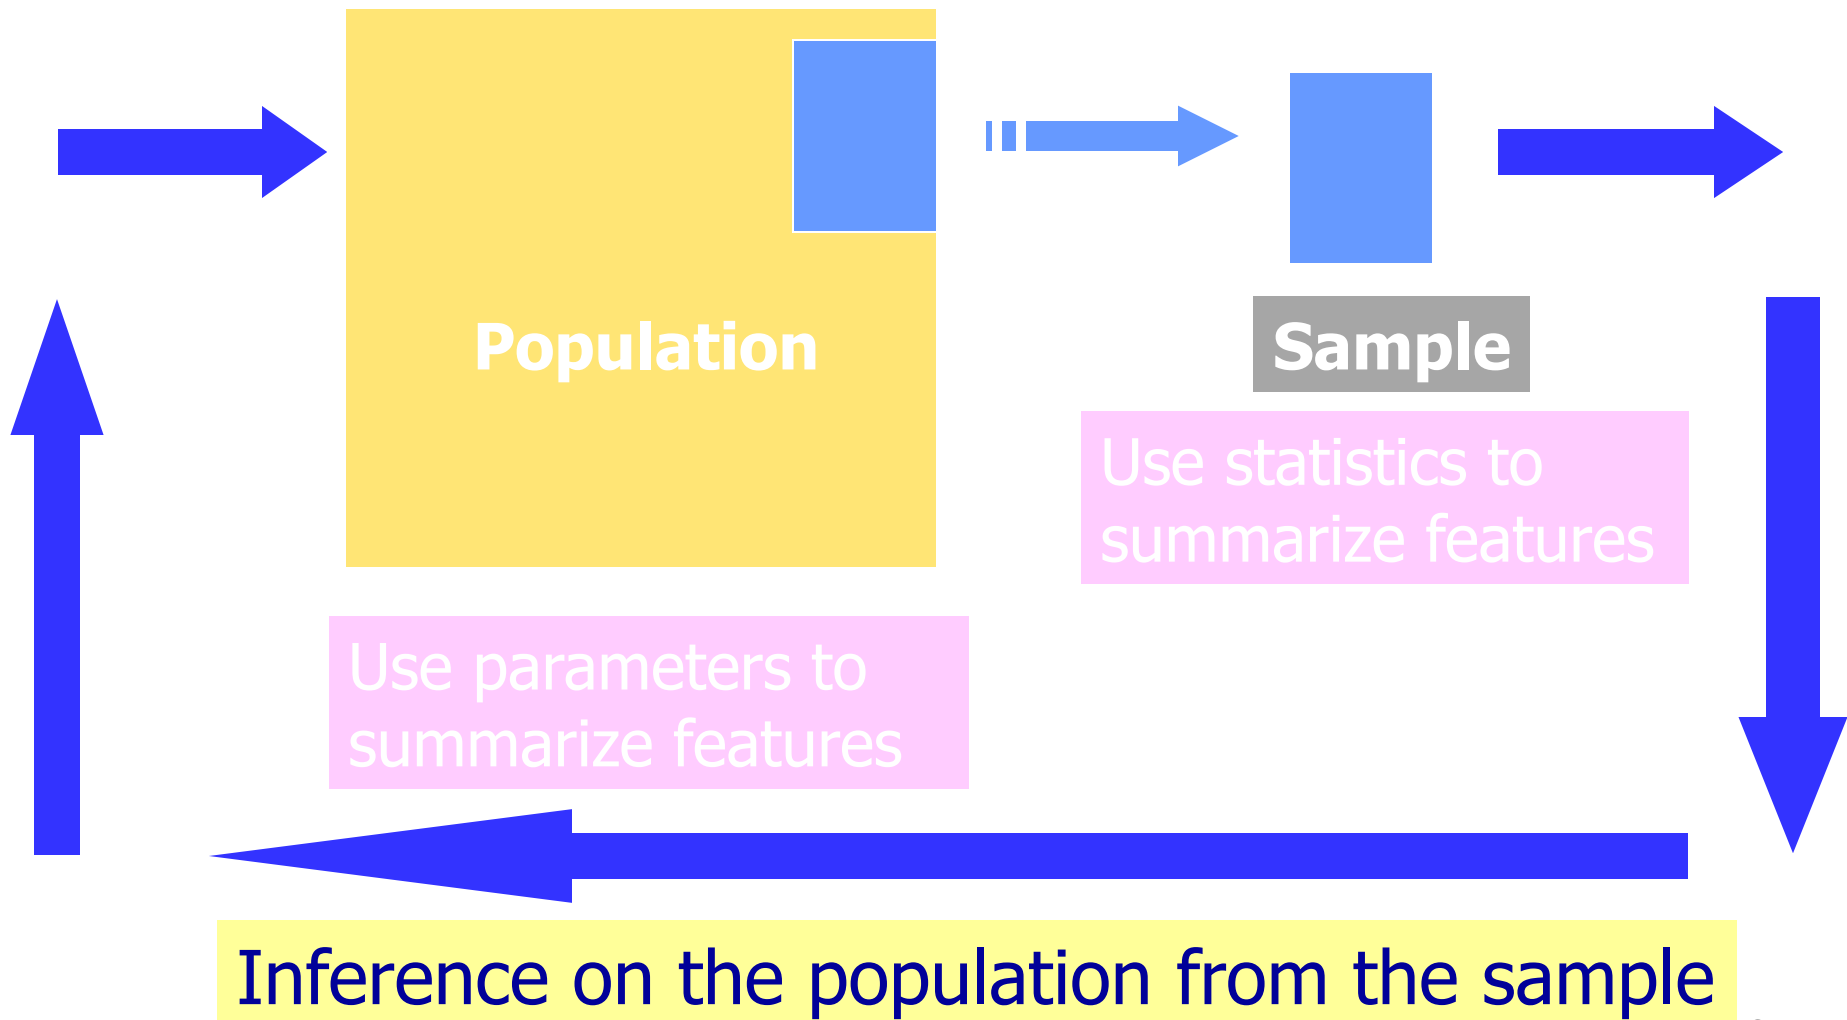 Population
Sample
Use statistics to
summarize features
Use parameters to
summarize features
Inference on the population from the sample